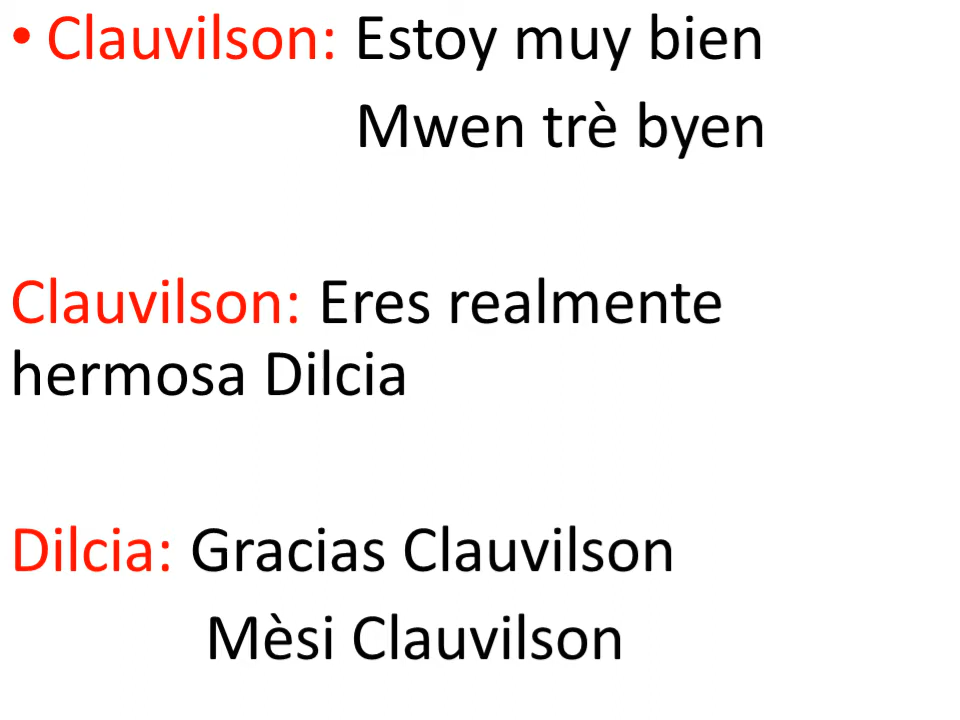 • Clauvilson: Estoy muy bien
Mwen trè byen
Clauvilson: Eres realmente
hermosa Dilcia
Dilcia: Gracias Clauvilson
Mèsi Clauvilson